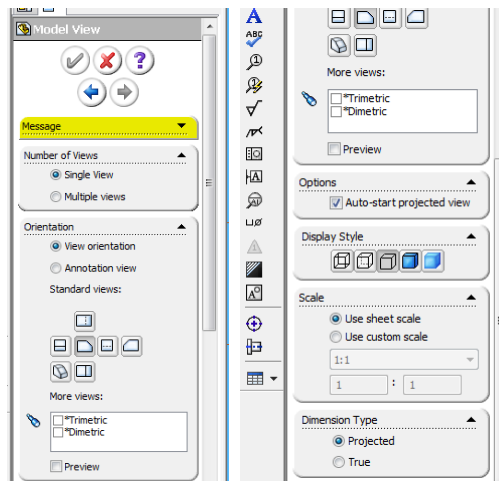 Model View
?
Message
Number of Views
Single View
Multiple views
Orientation
View orientation
Annotation view
Standard views:
More views:
*Trimetric
*Dimetric
Preview
A
ABC
1
A
A
More views:
*Trimetric
*Dimetric
Preview
Options
Auto-start projected view
Display Style
Scale
Use sheet scale
Use custom scale
1:1
1 : 1
Dimension Type
Projected
True